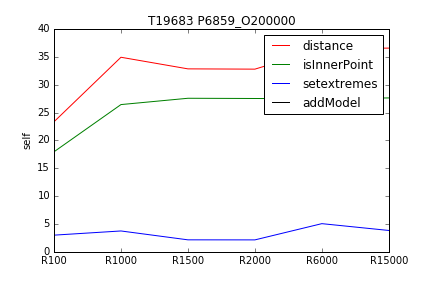 T19683 P6859_O200000
40
35
30
25
20
15
10
5
0
self
distance
isInnerPoint
setextremes
addModel
R100 R1000 R1500 R2000 R6000 R15000